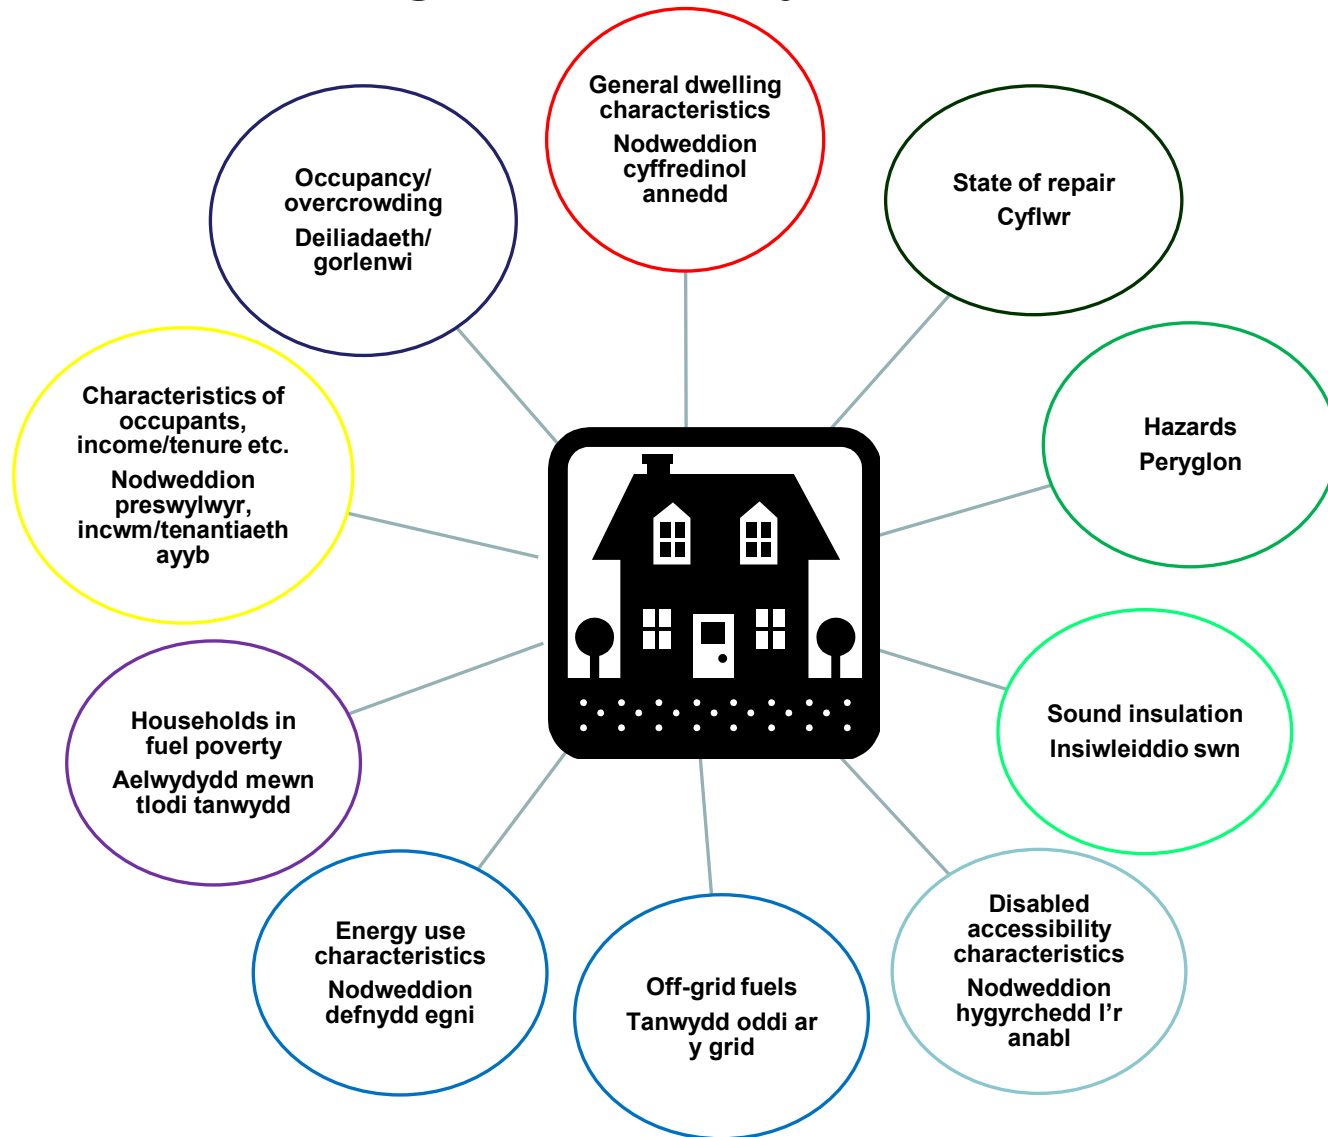 General dwelling
characteristics
Nodweddion
cyffredinol
annedd
State of repair
Cyflwr
Hazards
Peryglon
Sound insulation
Insiwleiddio swn
Disabled
accessibility
characteristics
Nodweddion
hygyrchedd I’r
anabl
Off-grid fuels
Tanwydd oddi ar
y grid
Energy use
characteristics
Nodweddion
defnydd egni
Households in
fuel poverty
Aelwydydd mewn
tlodi tanwydd
Characteristics of
occupants,
income/tenure etc.
Nodweddion
preswylwyr,
incwm/tenantiaeth
ayyb
Occupancy/
overcrowding
Deiliadaeth/
gorlenwi